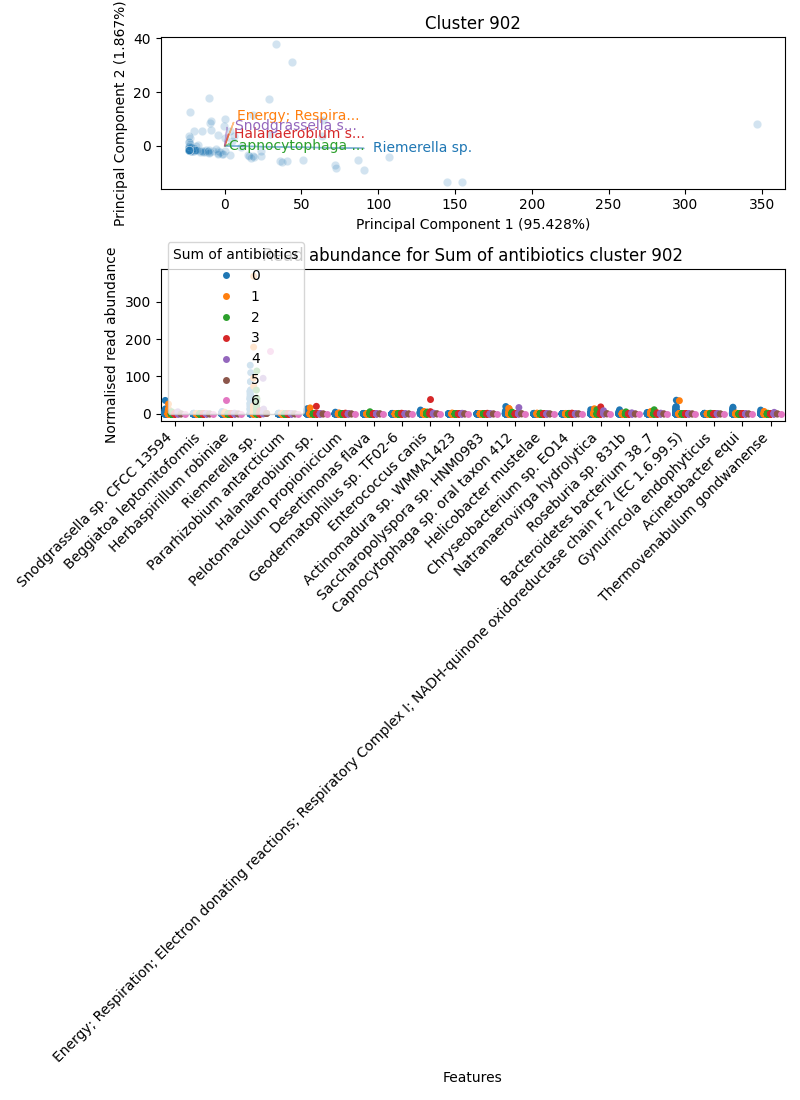 Cluster 902
Principal Component 2 (1.867%)
40
20
0
Energy; Respira...
Snodgrassella s...
Halanaerobium s...
Capnocytophaga ...
Riemerella sp.
0 50 100 150 200 250 300 350
Principal Component 1 (95.428%)
abundance for Sum of antibiotics cluster 902
Sum of antibiotics
0
1
2
3
4
5
6
Normalised read abundance
300
200
100
0
Snodgrassella sp. CFCC 13594
Beggiatoa leptomitoformis
Herbaspirillum robiniae
Riemerella sp.
Pararhizobium antarcticum
Halanaerobium sp.
Pelotomaculum propionicicum
Desertimonas flava
Geodermatophilus sp. TF02-6
Enterococcus canis
Actinomadura sp. WMMA1423
Saccharopolyspora sp. HNM0983
Capnocytophaga sp. oral taxon 412
Helicobacter mustelae
Chryseobacterium sp. EO14
Natranaerovirga hydrolytica
Roseburia sp. 831b
Bacteroidetes bacterium 38_7
Energy; Respiration; Electron donating reactions; Respiratory Complex I; NADH-quinone oxidoreductase chain F 2 (EC 1.6.99.5)
Gynurincola endophyticus
Acinetobacter equi
Thermovenabulum gondwanense
Features